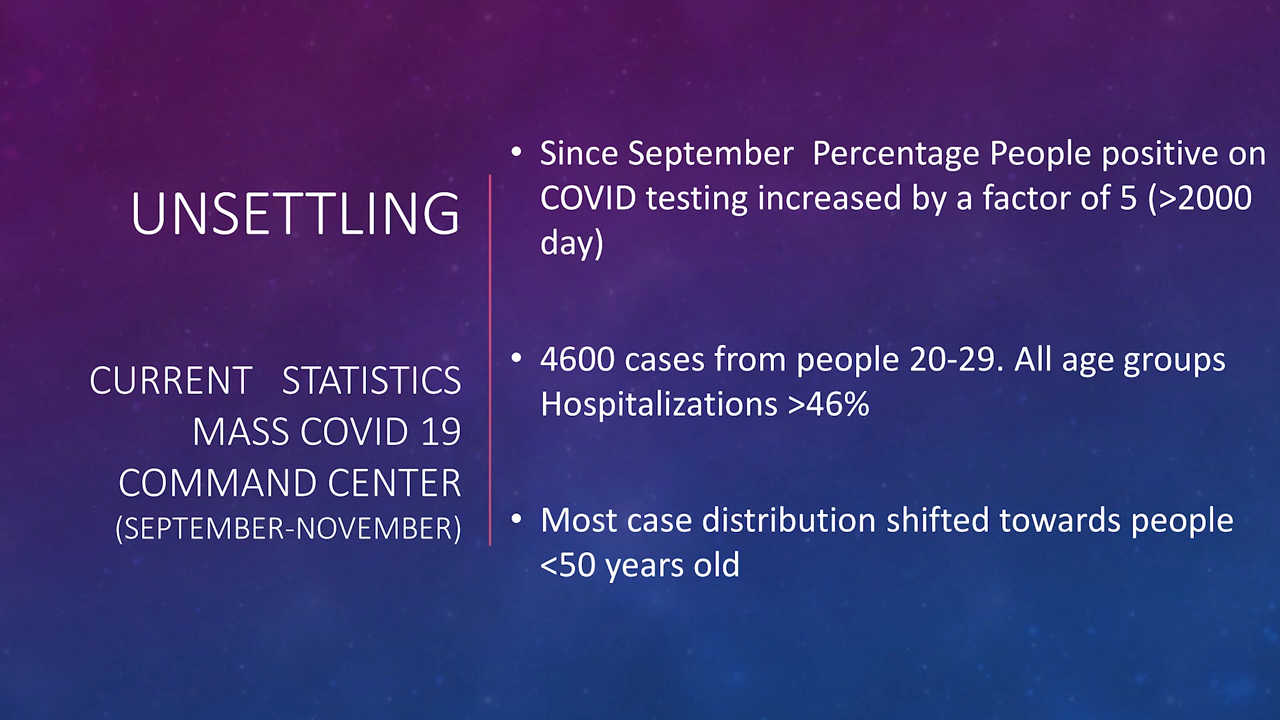 UNSETTLING
CURRENT STATISTICS
MASS COVID 19
COMMAND CENTER
(SEPTEMBER-NOVEMBER)
• Since September Percentage People positive on
COVID testing increased by a factor of 5 (>2000
day)
• 4600 cases from people 20-29. All age groups
Hospitalizations >46%
• Most case distribution shifted towards people
<50 years old